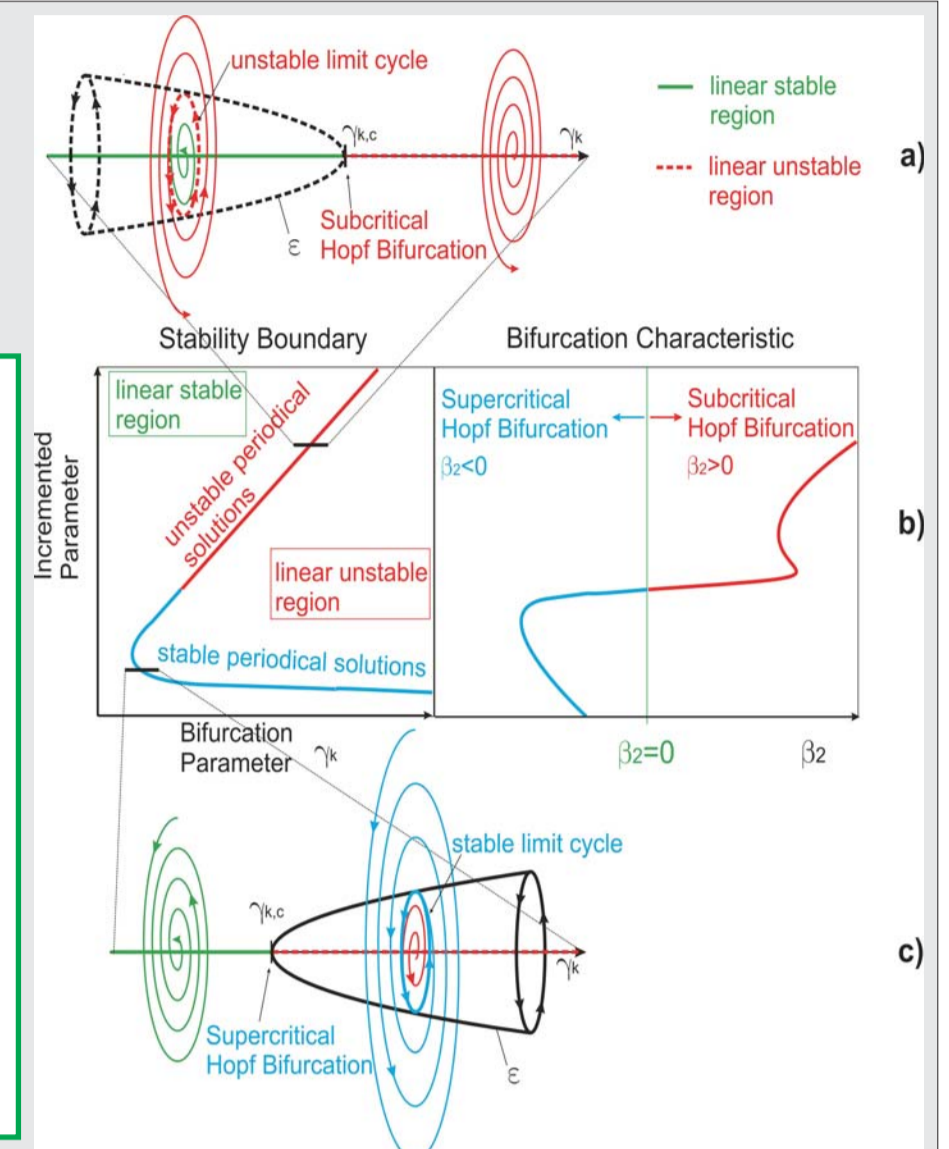 unstable limit cycle
γk,c
γk
linear stable
region
linear unstable
region
a)
Subcritical
Hopf Bifurcation
ε
Stability Boundary
Bifurcation Characteristic
linear stable
region
unstable periodical
solutions
linear unstable
region
stable periodical solutions
Incremented
Parameter
Bifurcation
Parameter
γk
Supercritical
Hopf Bifurcation
β2<0
Subcritical
Hopf Bifurcation
β2>0
b)
β2=0
β2
stable limit cycle
γk,c
γk
c)
Supercritical
Hopf Bifurcation
ε